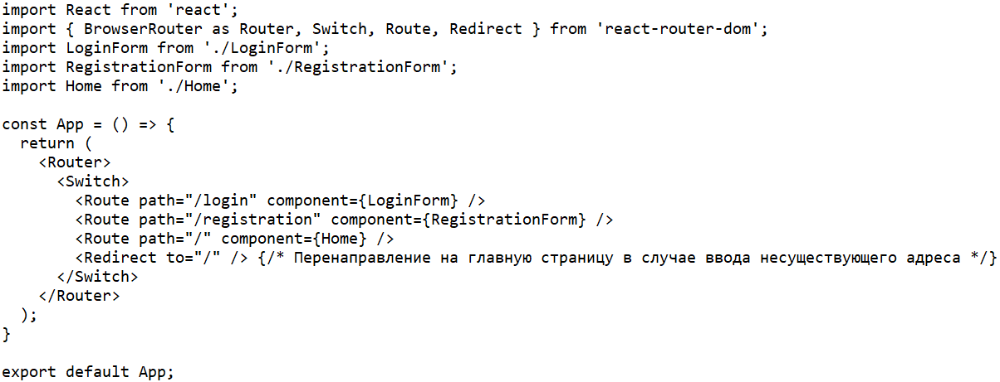 import React from 'react';
import { BrowserRouter as Router, Switch, Route, Redirect } from 'react-router-dom';
import LoginForm from './LoginForm';
import RegistrationForm from './RegistrationForm';
import Home from './Home';

const App = () => {
  return (
    <Router>
      <Switch>
        <Route path="/login" component={LoginForm} />
        <Route path="/registration" component={RegistrationForm} />
        <Route path="/" component={Home} />
        <Redirect to="/" /> {/* Перенаправление на главную страницу в случае ввода несуществующего адреса */}
      </Switch>
    </Router>
  );
}

export default App;